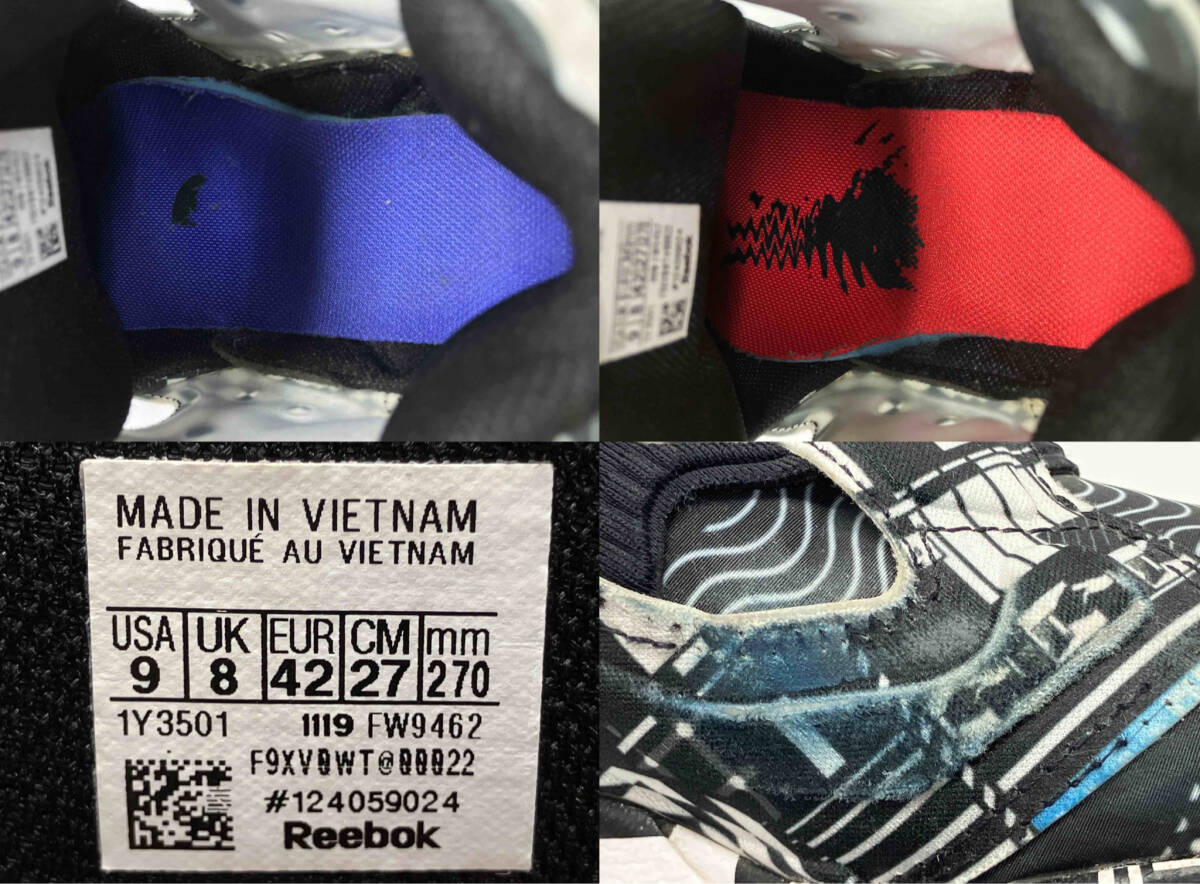 MADE IN VIETNAM
FABRIQUÉ AU VIETNAM
USA UK EUR CM mm
9 8 42 27 270
1Y3501 1119 FW9462
F9XV0WT@00022
#124059024
Reebok